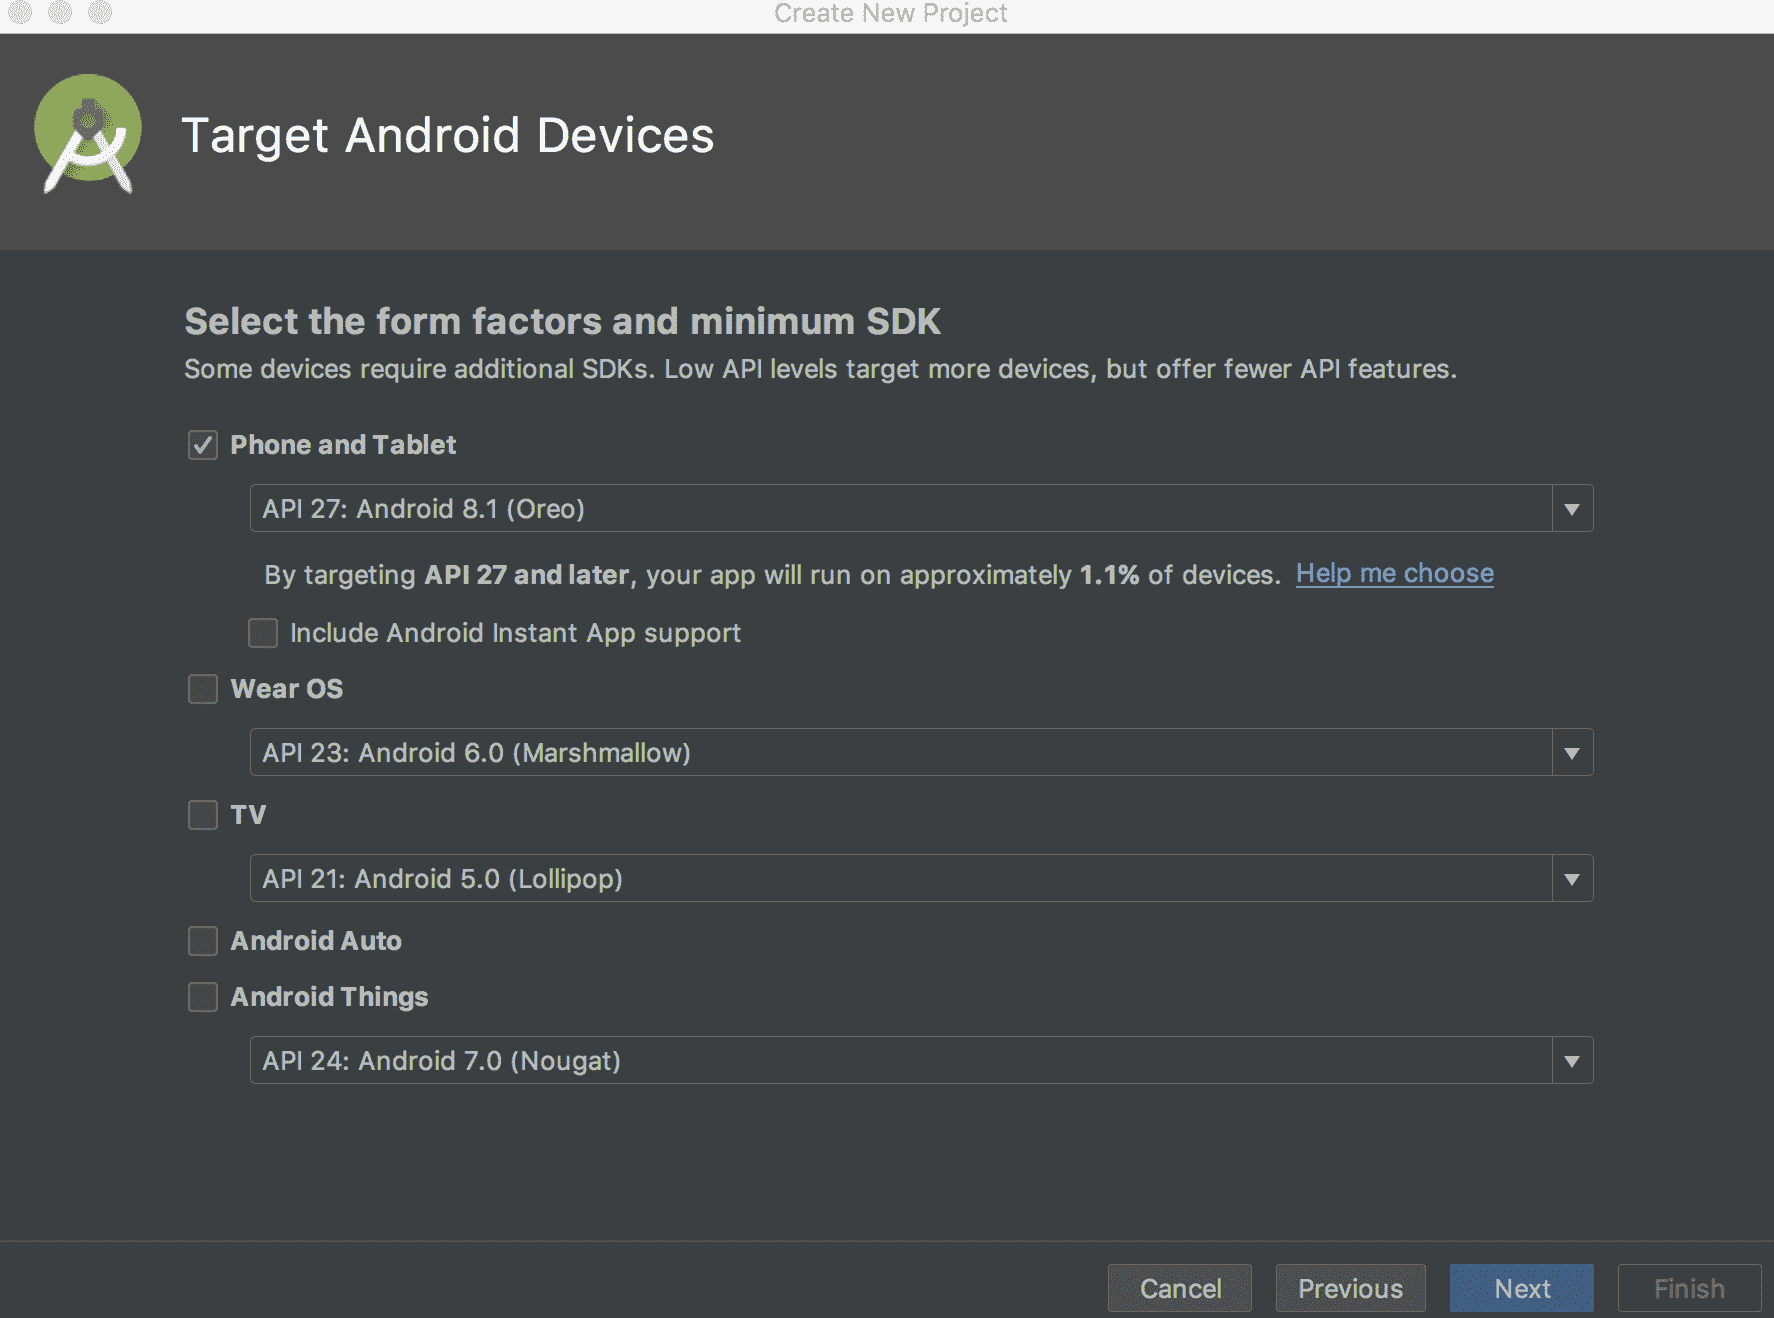 Create New Project
Target Android Devices
Select the form factors and minimum SDK
Some devices require additional SDKs. Low API levels target more devices, but offer fewer API features.
Phone and Tablet
API 27: Android 8.1 (Oreo)
By targeting API 27 and later, your app will run on approximately 1.1% of devices. Help me choose
Include Android Instant App support
Wear OS
API 23: Android 6.0 (Marshmallow)
TV
API 21: Android 5.0 (Lollipop)
Android Auto
Android Things
API 24: Android 7.0 (Nougat)
Cancel Previous Next Finish